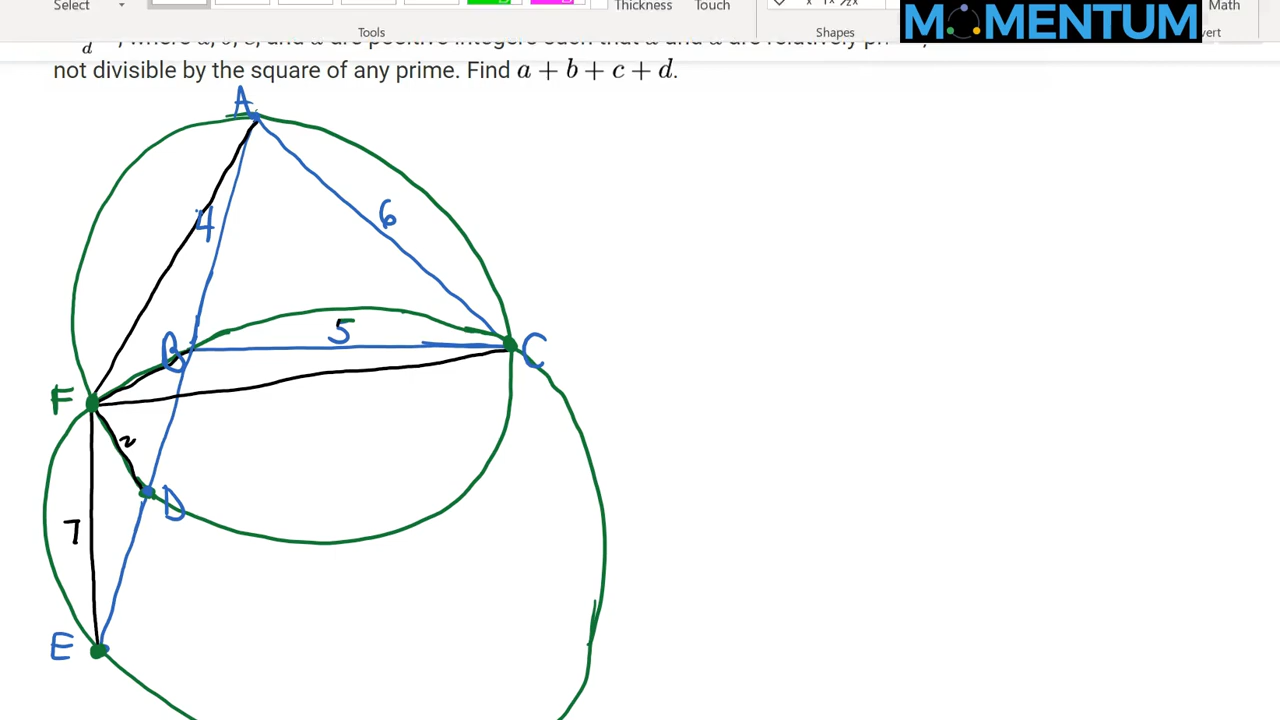 Select
Tools
Thickness
Touch
Shapes
MOMENTUM
Math
d
not divisible by the square of any prime. Find a + b + c + d.
A
4
6
B
5
C
F
2
D
7
E